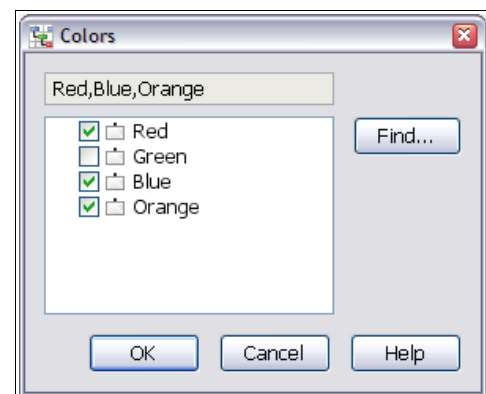 Colors
Red,Blue,Orange
Red
Find...
Green
Blue
Orange
OK Cancel Help